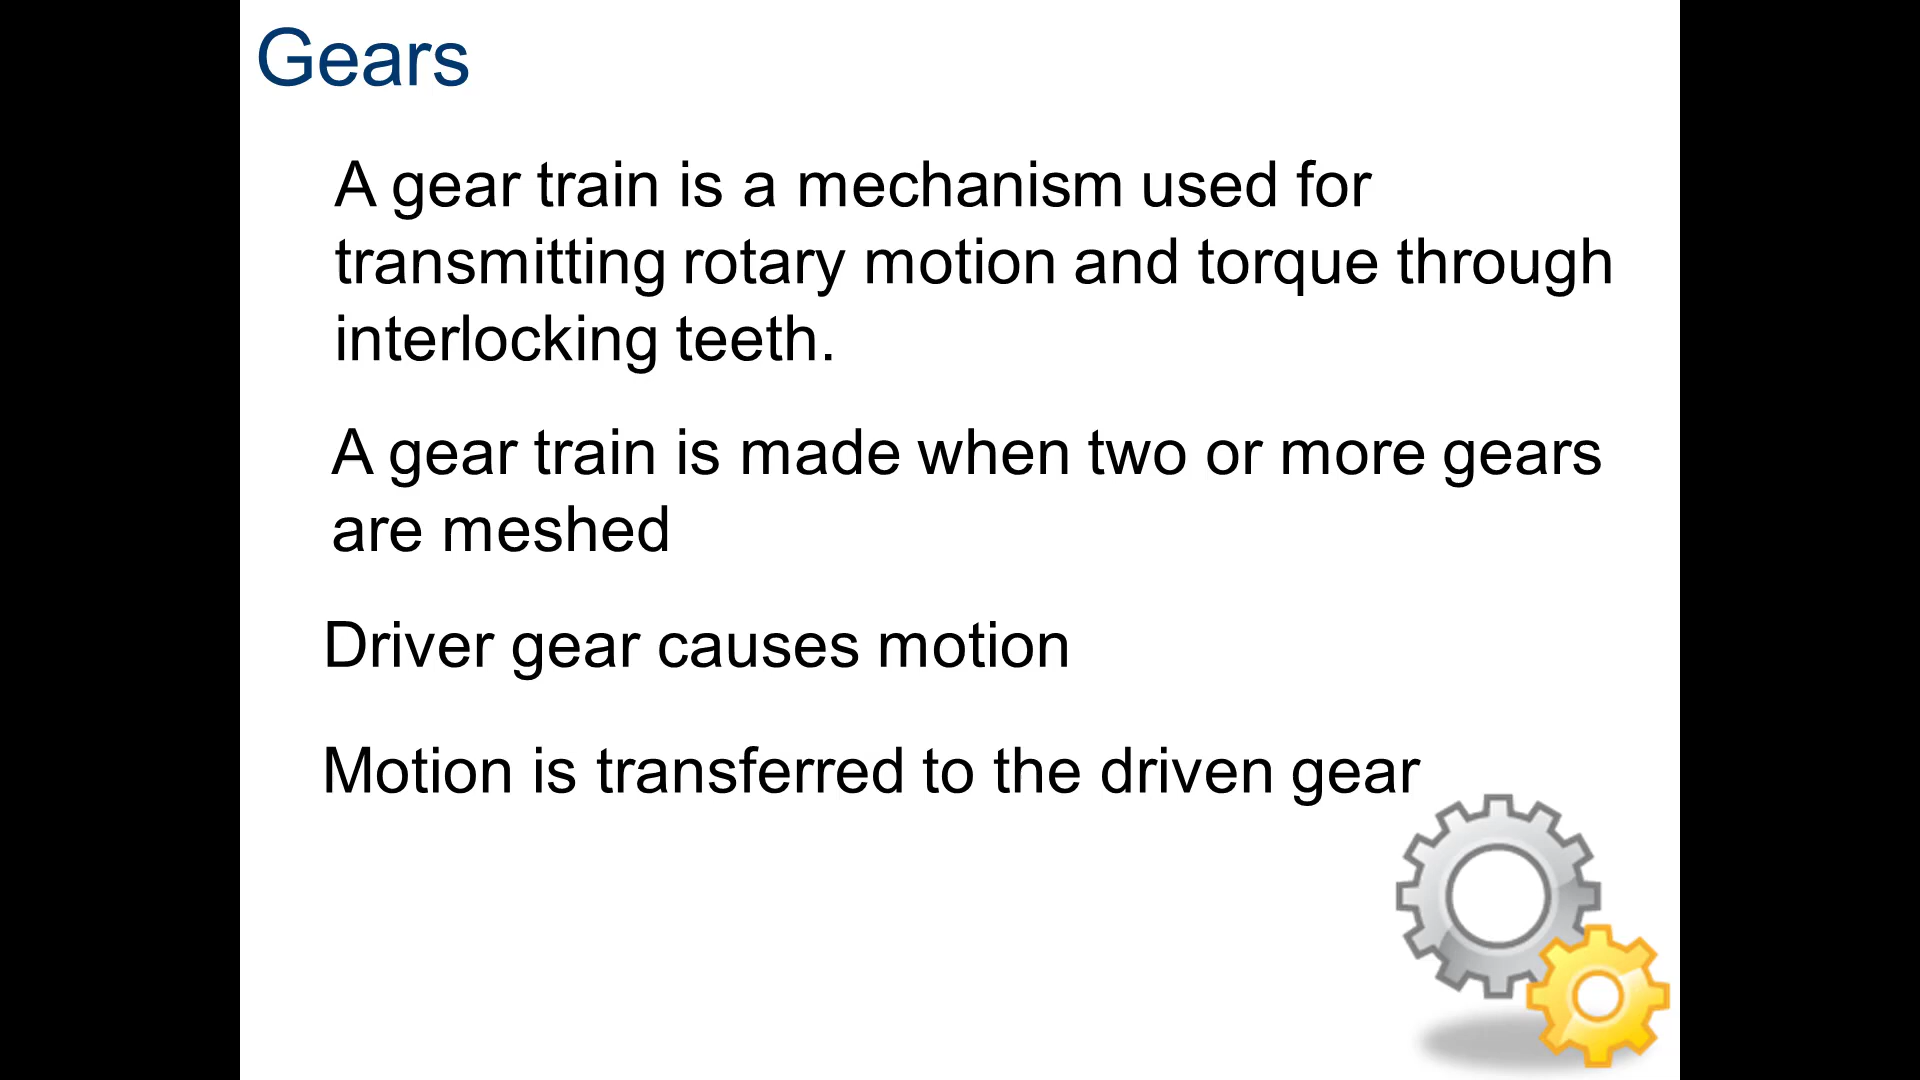 Gears
A gear train is a mechanism used for
transmitting rotary motion and torque through
interlocking teeth.
A gear train is made when two or more gears
are meshed
Driver gear causes motion
Motion is transferred to the driven gear